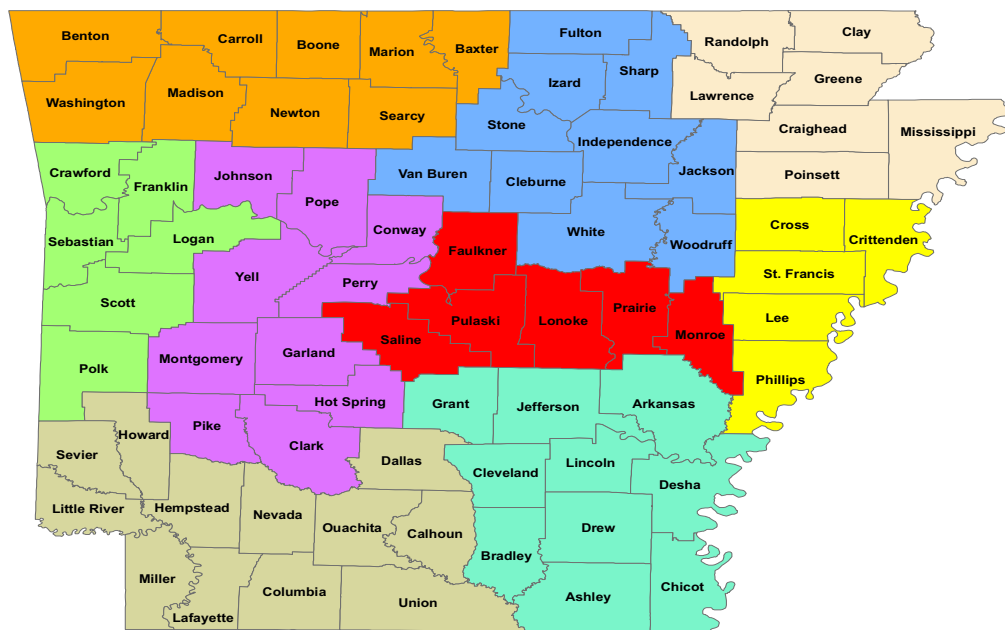 Benton
Carroll
Boone
Marion
Baxter
Fulton
Randolph
Clay
Sharp
Izard
Greene
Washington
Madison
Newton
Searcy
Lawrence
Stone
Independence
Craighead
Mississippi
Crawford
Franklin
Johnson
Van Buren
Cleburne
Jackson
Poinsett
Pope
Sebastian
Logan
Conway
White
Woodruff
Cross
Crittenden
Faulkner
Yell
Perry
St. Francis
Scott
Prairie
Pulaski
Lonoke
Saline
Monroe
Lee
Polk
Montgomery
Garland
Phillips
Hot Spring
Grant
Jefferson
Arkansas
Howard
Pike
Clark
Sevier
Dallas
Cleveland
Lincoln
Desha
Little River
Hempstead
Nevada
Ouachita
Calhoun
Drew
Bradley
Miller
Columbia
Union
Ashley
Chicot
Lafayette